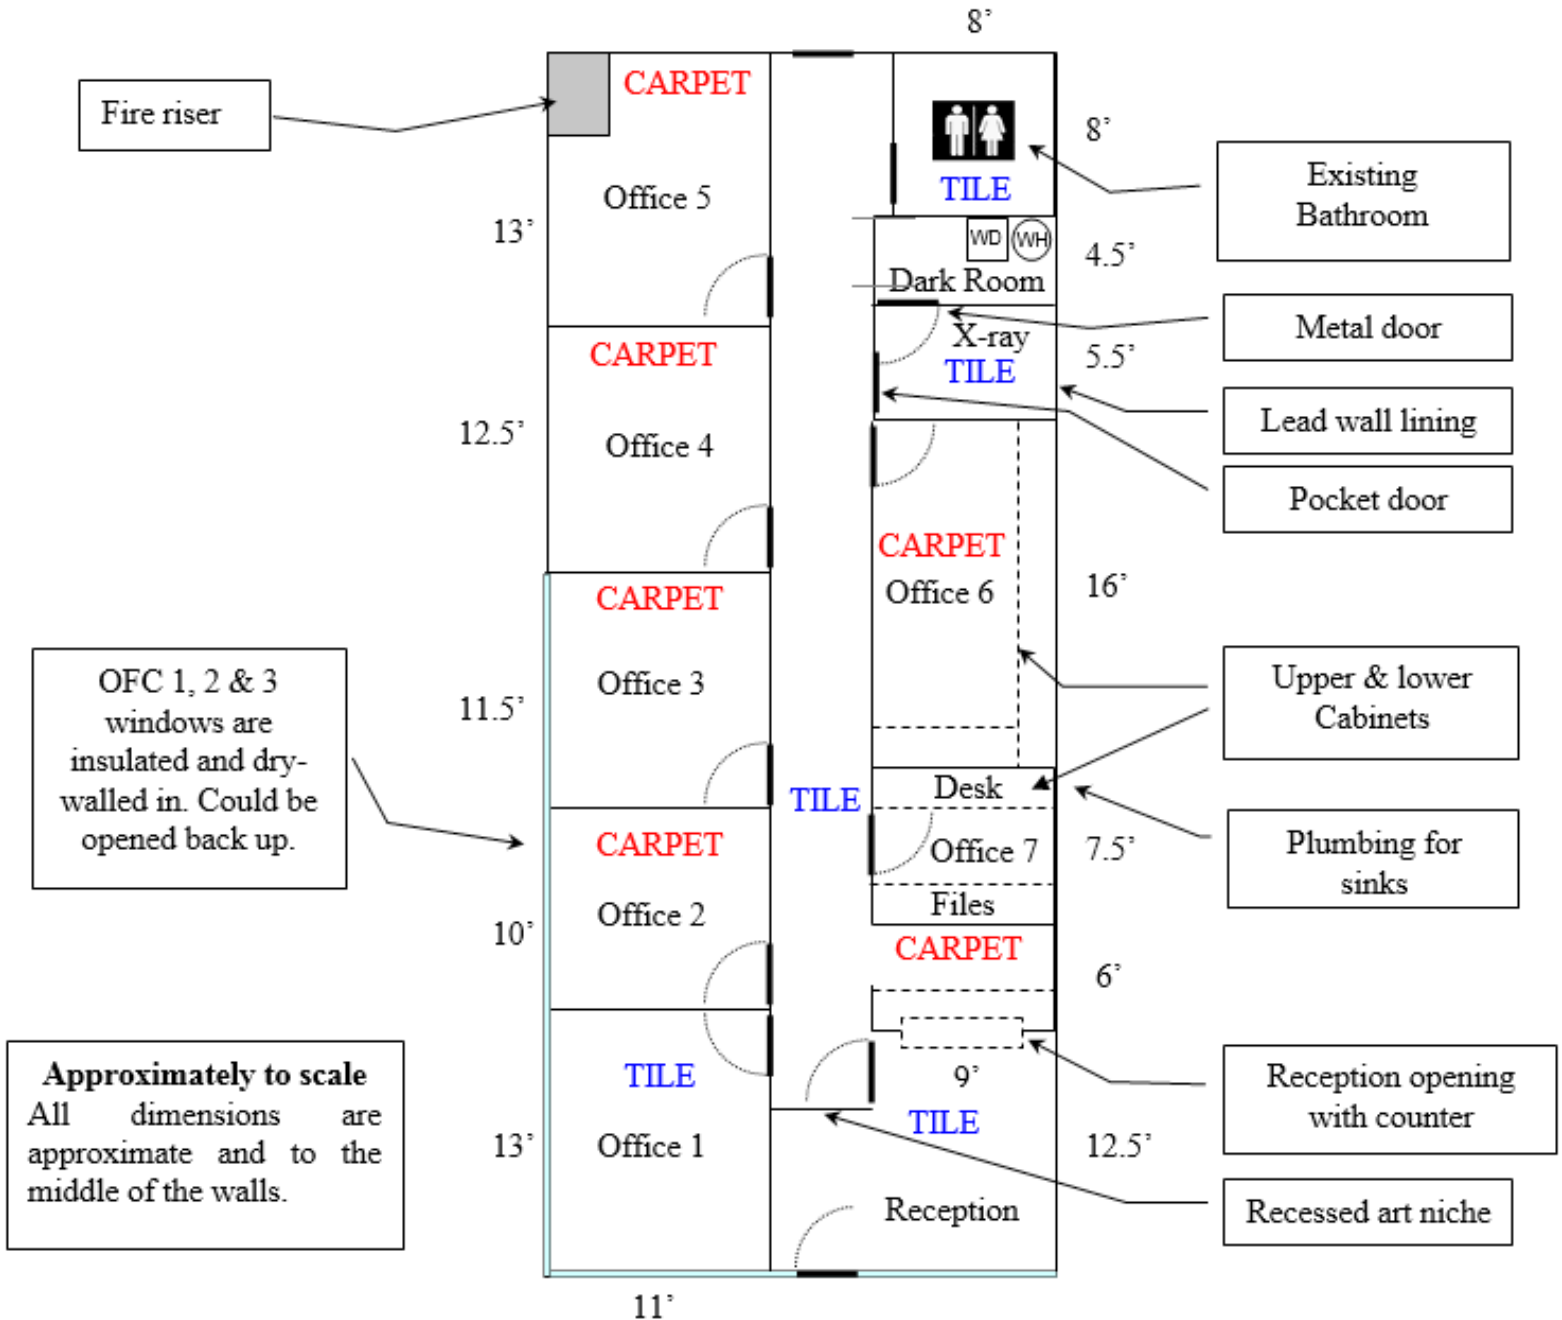 8’
Fire riser
CARPET
8’
Existing
Bathroom
TILE
Office 5
13’
WD
WH
4.5’
Dark Room
Metal door
X-ray
TILE
5.5’
CARPET
Lead wall lining
12.5’
Office 4
Pocket door
CARPET
Office 6
16’
CARPET
Office 3
11.5’
OFC 1, 2 & 3
windows are
insulated and dry-
walled in. Could be
opened back up.
Upper & lower
Cabinets
Desk
TILE
CARPET
Office 7
7.5’
Plumbing for
sinks
Files
Office 2
10’
CARPET
6’
Approximately to scale
All dimensions are
approximate and to the
middle of the walls.
TILE
9’
Reception opening
with counter
TILE
13’
Office 1
12.5’
Reception
Recessed art niche
11’